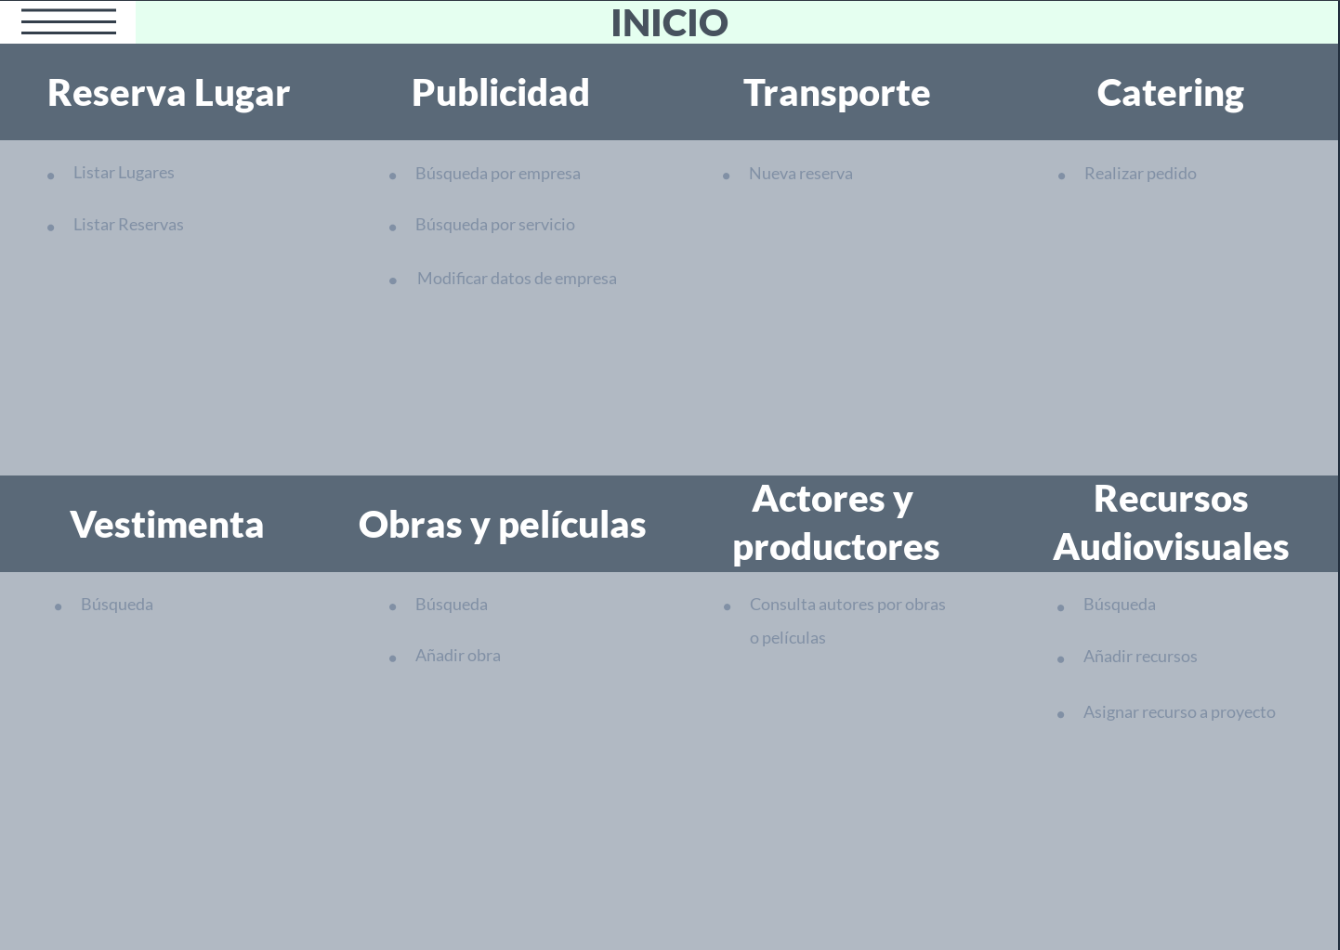 INICIO
Reserva Lugar
Publicidad
Transporte
Catering
Listar Lugares
Listar Reservas
Búsqueda por empresa
Búsqueda por servicio
Modificar datos de empresa
Nueva reserva
Realizar pedido
Vestimenta
Obras y películas
Actores y
productores
Recursos
Audiovisuales
Búsqueda
Búsqueda
Añadir obra
Consulta autores por obras
o películas
Búsqueda
Añadir recursos
Asignar recurso a proyecto